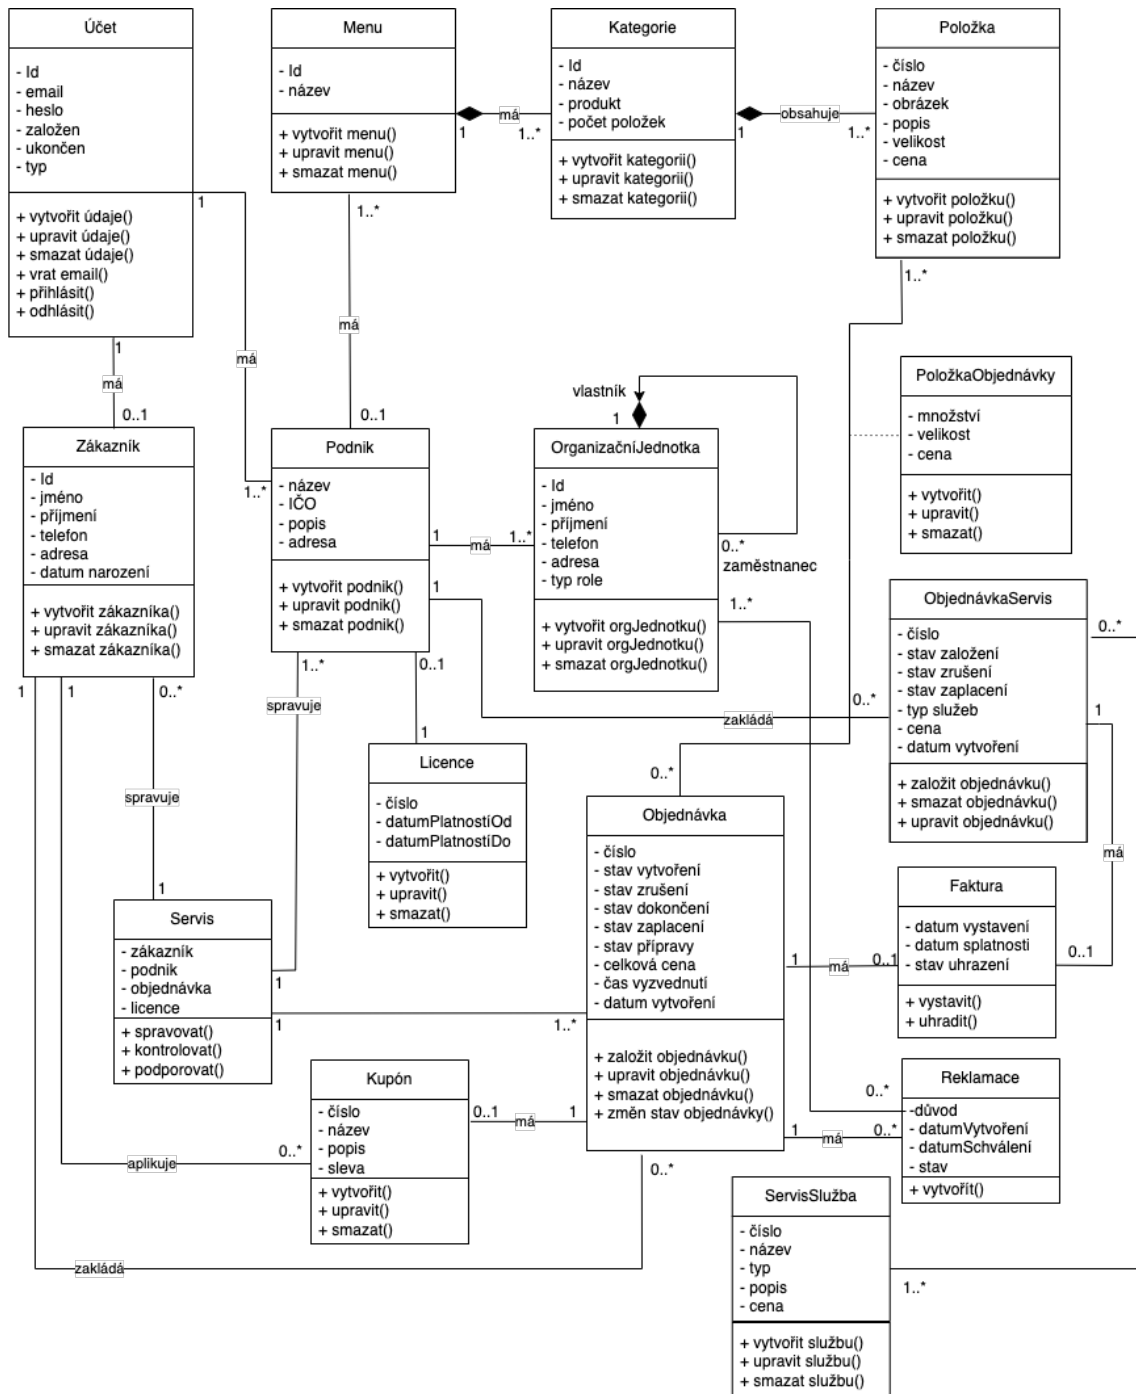 Účet
- Id
- email
- heslo
- založen
- ukončen
- typ
+ vytvořit údaje()
+ upravit údaje()
+ smazat údaje()
+ vrat email()
+ přihlásit()
+ odhlásit()
Menu
- Id
- název
+ vytvořit menu()
+ upravit menu()
+ smazat menu()
1
má
1..*
Kategorie
- Id
- název
- produkt
- počet položek
+ vytvořit kategorii()
+ upravit kategorii()
+ smazat kategorii()
1
obsahuje
1..*
Položka
- číslo
- název
- obrázek
- popis
- velikost
- cena
+ vytvořit položku()
+ upravit položku()
+ smazat položku()
1
1..*
1..*
1
má
0..1
má
1..*
má
0..1
Zákazník
- Id
- jméno
- příjmení
- telefon
- adresa
- datum narození
+ vytvořit zákazníka()
+ upravit zákazníka()
+ smazat zákazníka()
Podnik
- název
- IČO
- popis
- adresa
+ vytvořit podnik()
+ upravit podnik()
+ smazat podnik()
1
má
1..*
1
vlastník
1
OrganizačníJednotka
- Id
- jméno
- příjmení
- telefon
- adresa
- typ role
+ vytvořit orgJednotku()
+ upravit orgJednotku()
+ smazat orgJednotku()
0..*
zaměstnanec
1..*
PoložkaObjednávky
- množství
- velikost
- cena
+ vytvořit()
+ upravit()
+ smazat()
ObjednávkaServis
- číslo
- stav založení
- stav zrušení
- stav zaplacení
- typ služeb
- cena
- datum vytvoření
+ založit objednávku()
+ smazat objednávku()
+ upravit objednávku()
0..*
0..*
1
má
0..1
1
1
0..*
1..*
0..1
spravuje
zakládá
1
Licence
- číslo
- datumPlatnostiOd
- datumPlatnostiDo
+ vytvořit()
+ upravit()
+ smazat()
spravuje
1
0..*
Objednávka
- číslo
- stav vytvoření
- stav zrušení
- stav dokončení
- stav zaplacení
- stav přípravy
- celková cena
- čas vyzvednutí
- datum vytvoření
+ založit objednávku()
+ upravit objednávku()
+ smazat objednávku()
+ změn stav objednávky()
Faktura
- datum vystavení
- datum splatnosti
- stav uhrazení
+ vystavit()
+ uhradit()
1
má
0..1
Servis
- zákazník
- podnik
- objednávka
- licence
+ spravovat()
+ kontrolovat()
+ podporovat()
1
1
1..*
Kupón
- číslo
- název
- popis
- sleva
+ vytvořit()
+ upravit()
+ smazat()
0..1
má
1
0..*
aplikuje
Reklamace
-důvod
- datumVytvoření
- datumSchválení
- stav
+ vytvořít()
0..*
1
má
0..*
0..*
zakládá
ServisSlužba
- číslo
- název
- typ
- popis
- cena
+ vytvořit službu()
+ upravit službu()
+ smazat službu()
1..*